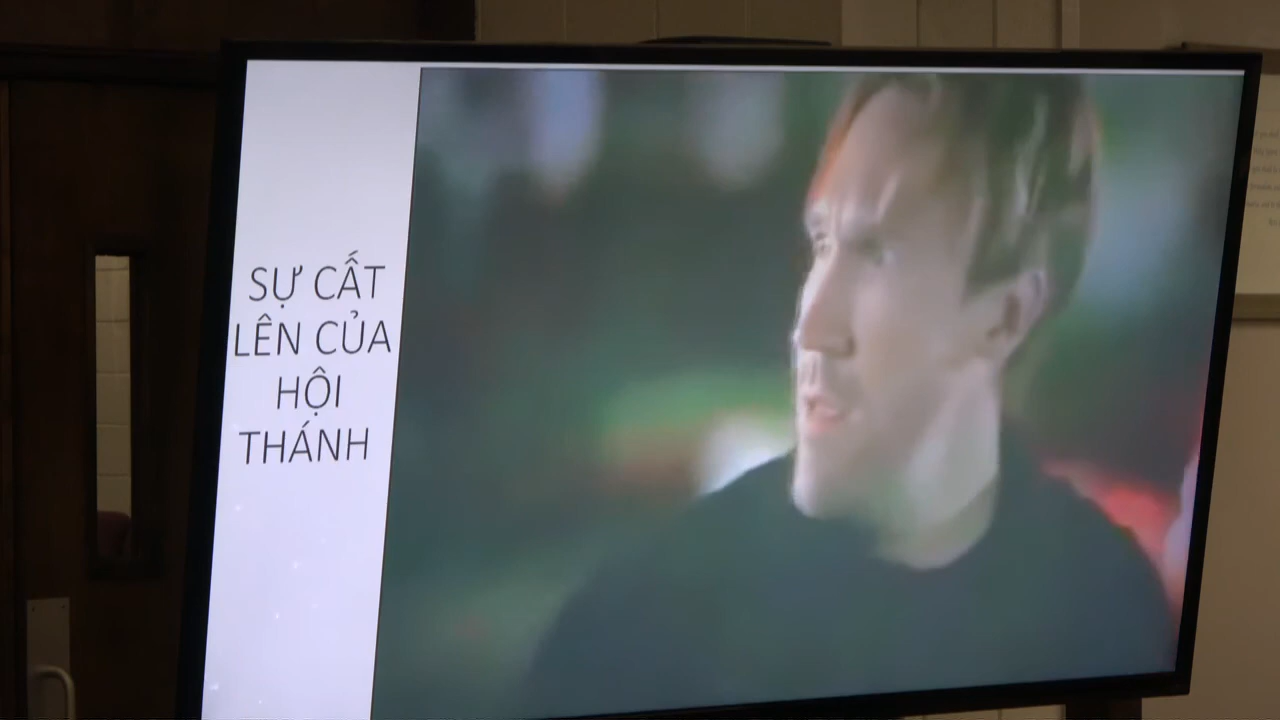 SỰ CẤT
LÊN CỦA
HỘI
THÁNH